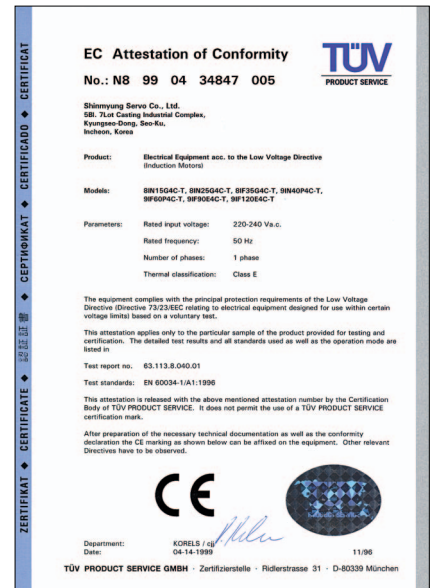 EC Attestation of Conformity
No.: N8 99 04 34847 005
TÜV
PRODUCT SERVICE
Shinmyung Servo Co., Ltd.
5Bl. 7Lot Casting Industrial Complex,
Kyungseo-Dong, Seo-Ku,
Incheon, Korea
Product: Electrical Equipment acc. to the Low Voltage Directive
(Induction Motors)
Models: 8IN15G4C-T, 8IN25G4C-T, 8IF35G4C-T, 9IN40P4C-T,
9IF60P4C-T, 9IF90E4C-T, 9IF120E4C-T
Parameters: Rated input voltage: 220-240 Va.c.
Rated frequency: 50 Hz
Number of phases: 1 phase
Thermal classification: Class E
The equipment complies with the principal protection requirements of the Low Voltage
Directive (Directive 73/23/EEC relating to electrical equipment designed for use within certain
voltage limits) based on a voluntary test.
This attestation applies only to the particular sample of the product provided for testing and
certification. The detailed test results and all standards used as well as the operation mode are
listed in
Test report no. 63.113.8.040.01
Test standards: EN 60034-1/A1:1996
This attestation is released with the above mentioned attestation number by the Certification
Body of TÜV PRODUCT SERVICE. It does not permit the use of a TÜV PRODUCT SERVICE
certification mark.
After preparation of the necessary technical documentation as well as the conformity
declaration the CE marking as shown below can be affixed on the equipment. Other relevant
Directives have to be observed.
CE
TÜV
Department: KORELS / cjj
Date: 04-14-1999
11/96
TÜV PRODUCT SERVICE GMBH · Zertifizierstelle · Ridlerstrasse 31 · D-80339 München
ZERTIFIKAT ◆ CERTIFICATE ◆ 認証証書 ◆ СЕРТИФИКАТ ◆ CERTIFICADO ◆ CERTIFICAT